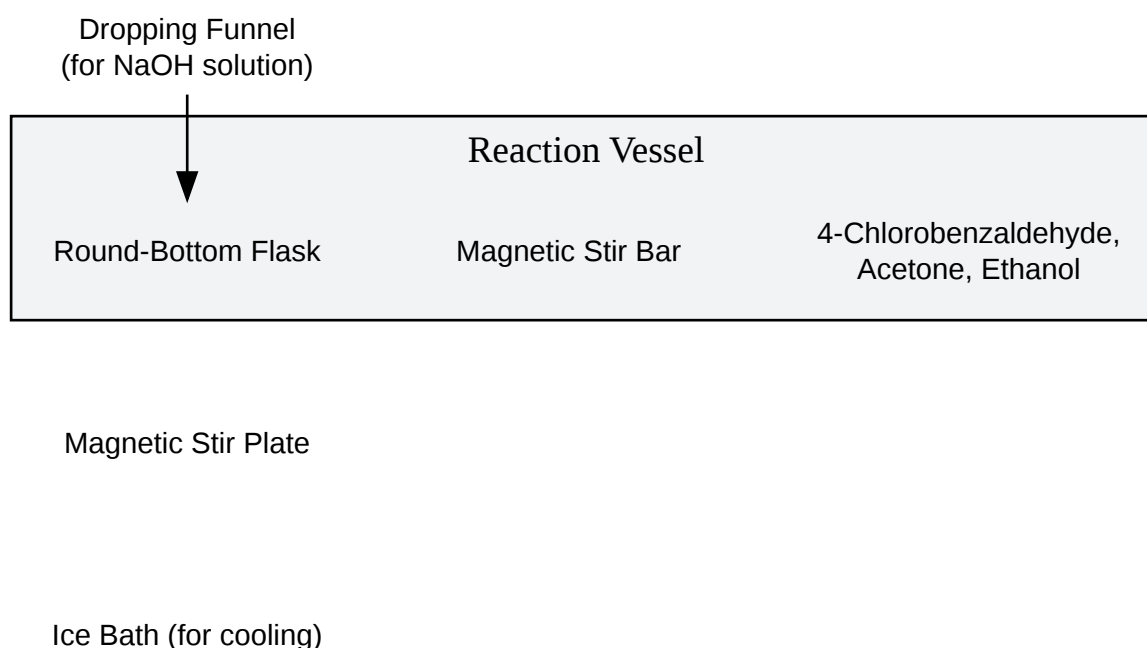 Dropping Funnel
(for NaOH solution)
Reaction Vessel
Round-Bottom Flask
Magnetic Stir Bar
4-Chlorobenzaldehyde,
Acetone, Ethanol
Magnetic Stir Plate
Ice Bath (for cooling)